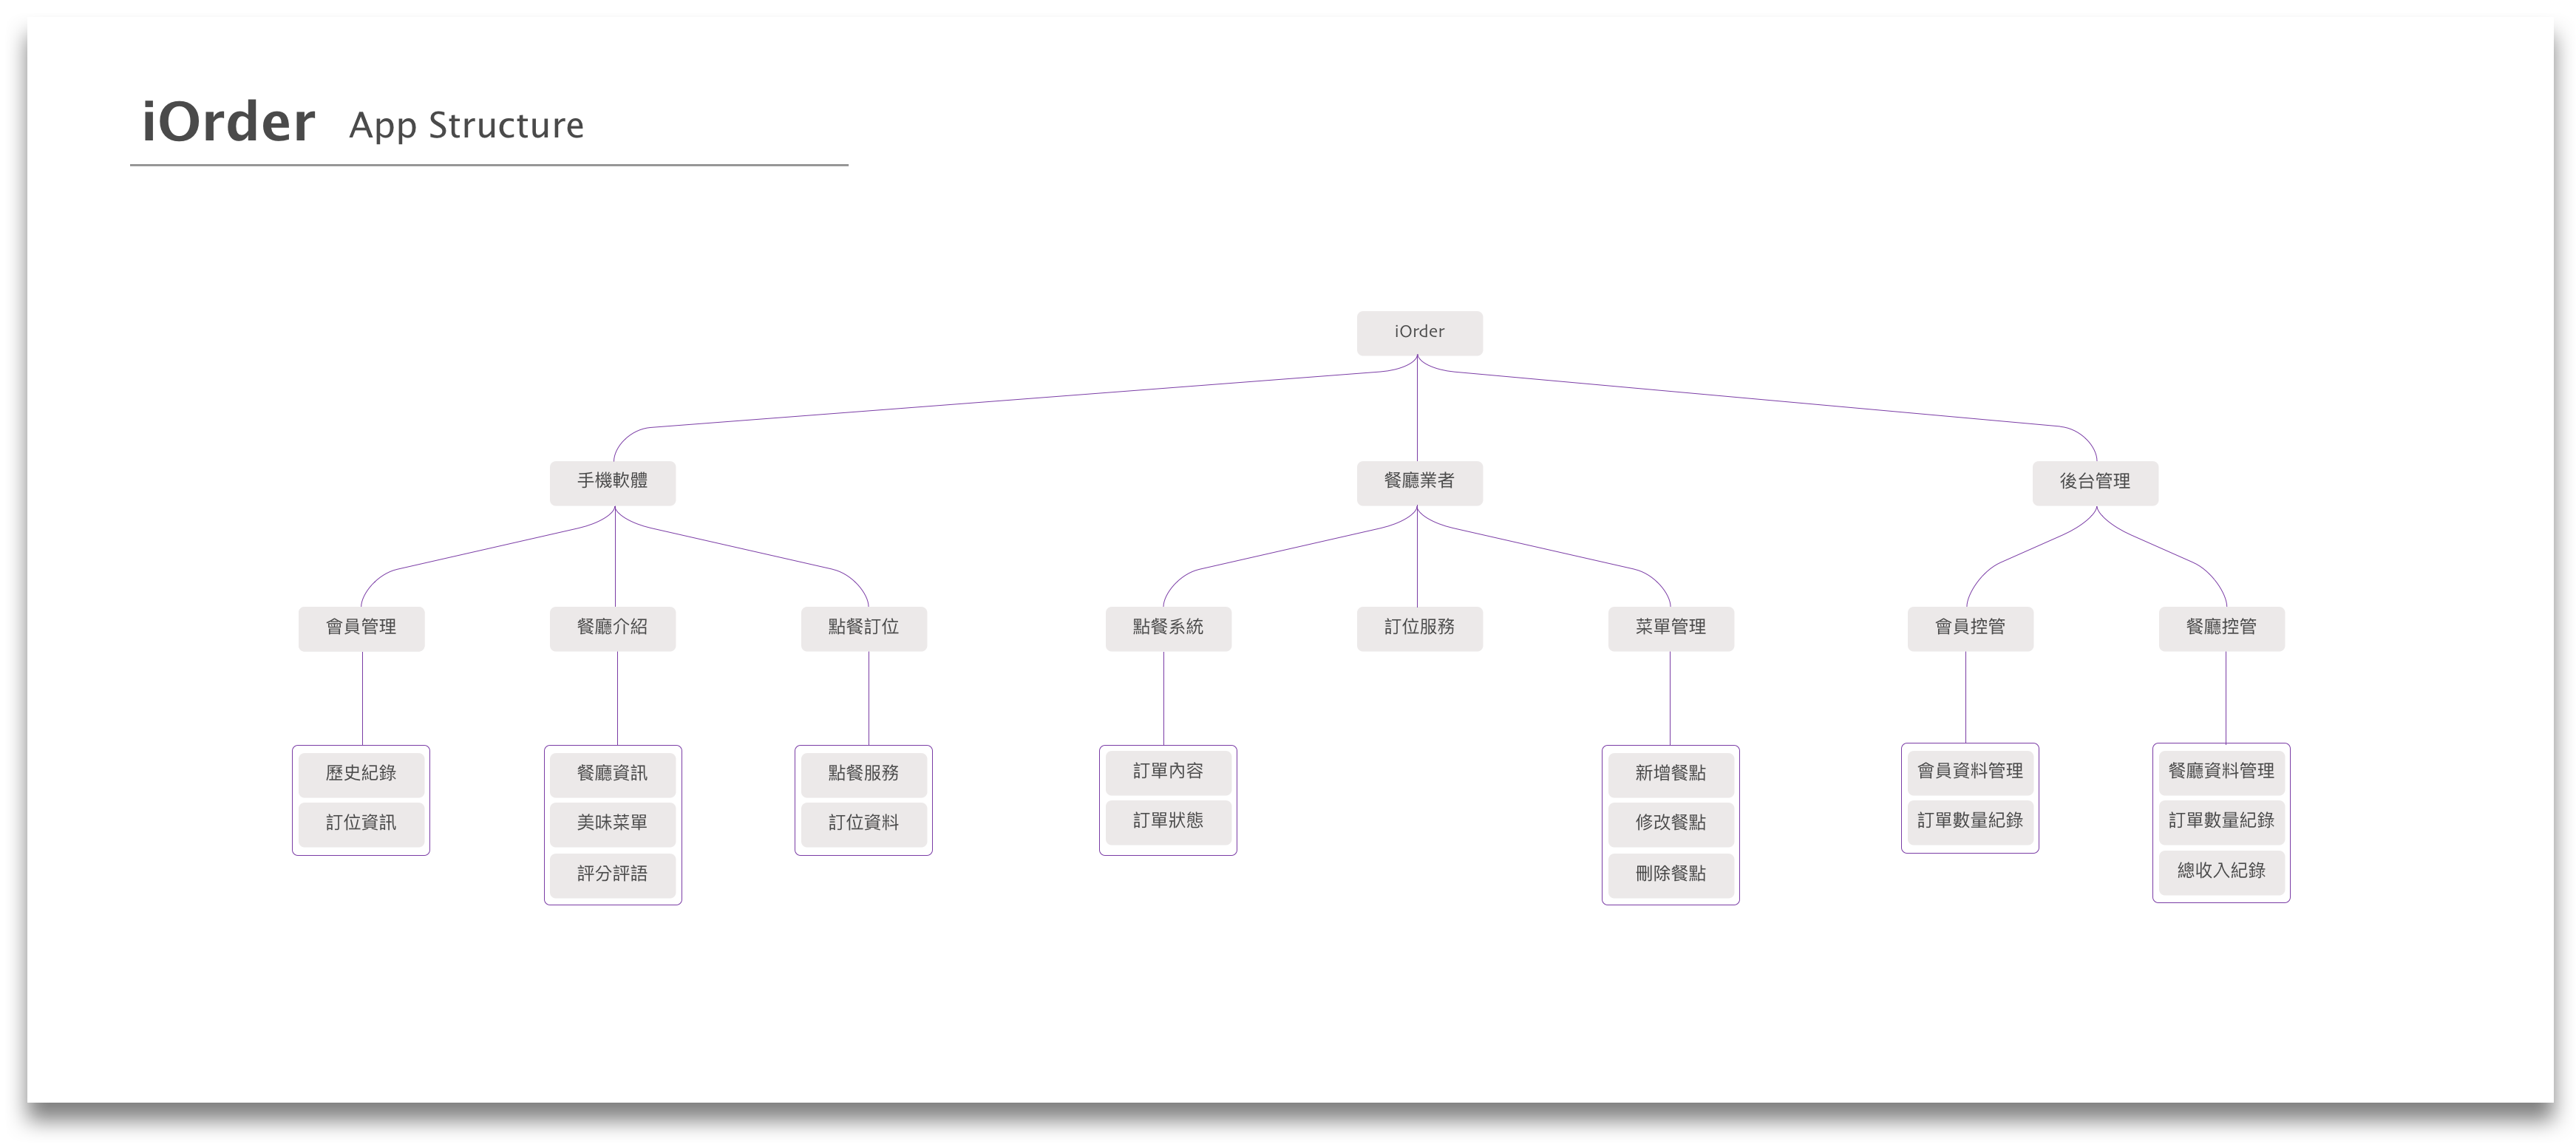 iOrder App Structure
iOrder
手機軟體
餐廳業者
後台管理
會員管理
餐廳介紹
點餐訂位
點餐系統
訂位服務
菜單管理
會員控管
餐廳控管
歷史紀錄
訂位資訊
餐廳資訊
美味菜單
評分評語
點餐服務
訂位資料
訂單內容
訂單狀態
新增餐點
修改餐點
刪除餐點
會員資料管理
訂單數量紀錄
餐廳資料管理
訂單數量紀錄
總收入紀錄